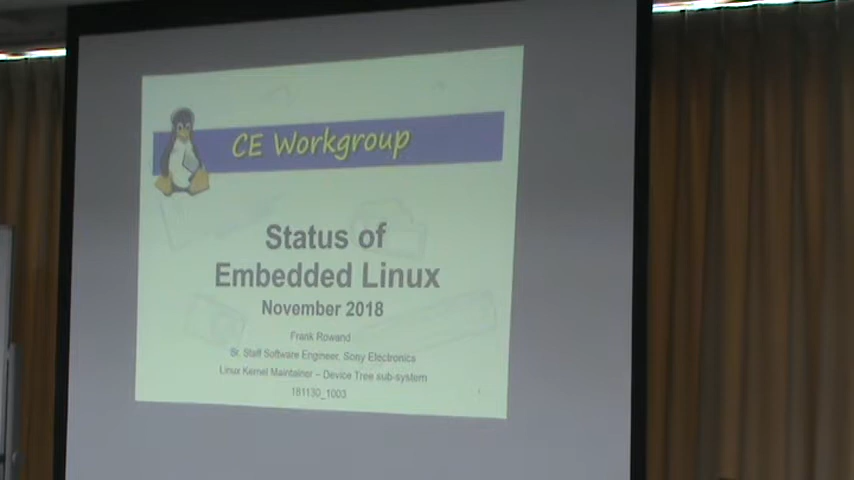 CE Workgroup
Status of
Embedded Linux
November 2018
Frank Rowand
Sr. Staff Software Engineer, Sony Electronics
Linux Kernel Maintainer – Device Tree sub-system
181130_1003